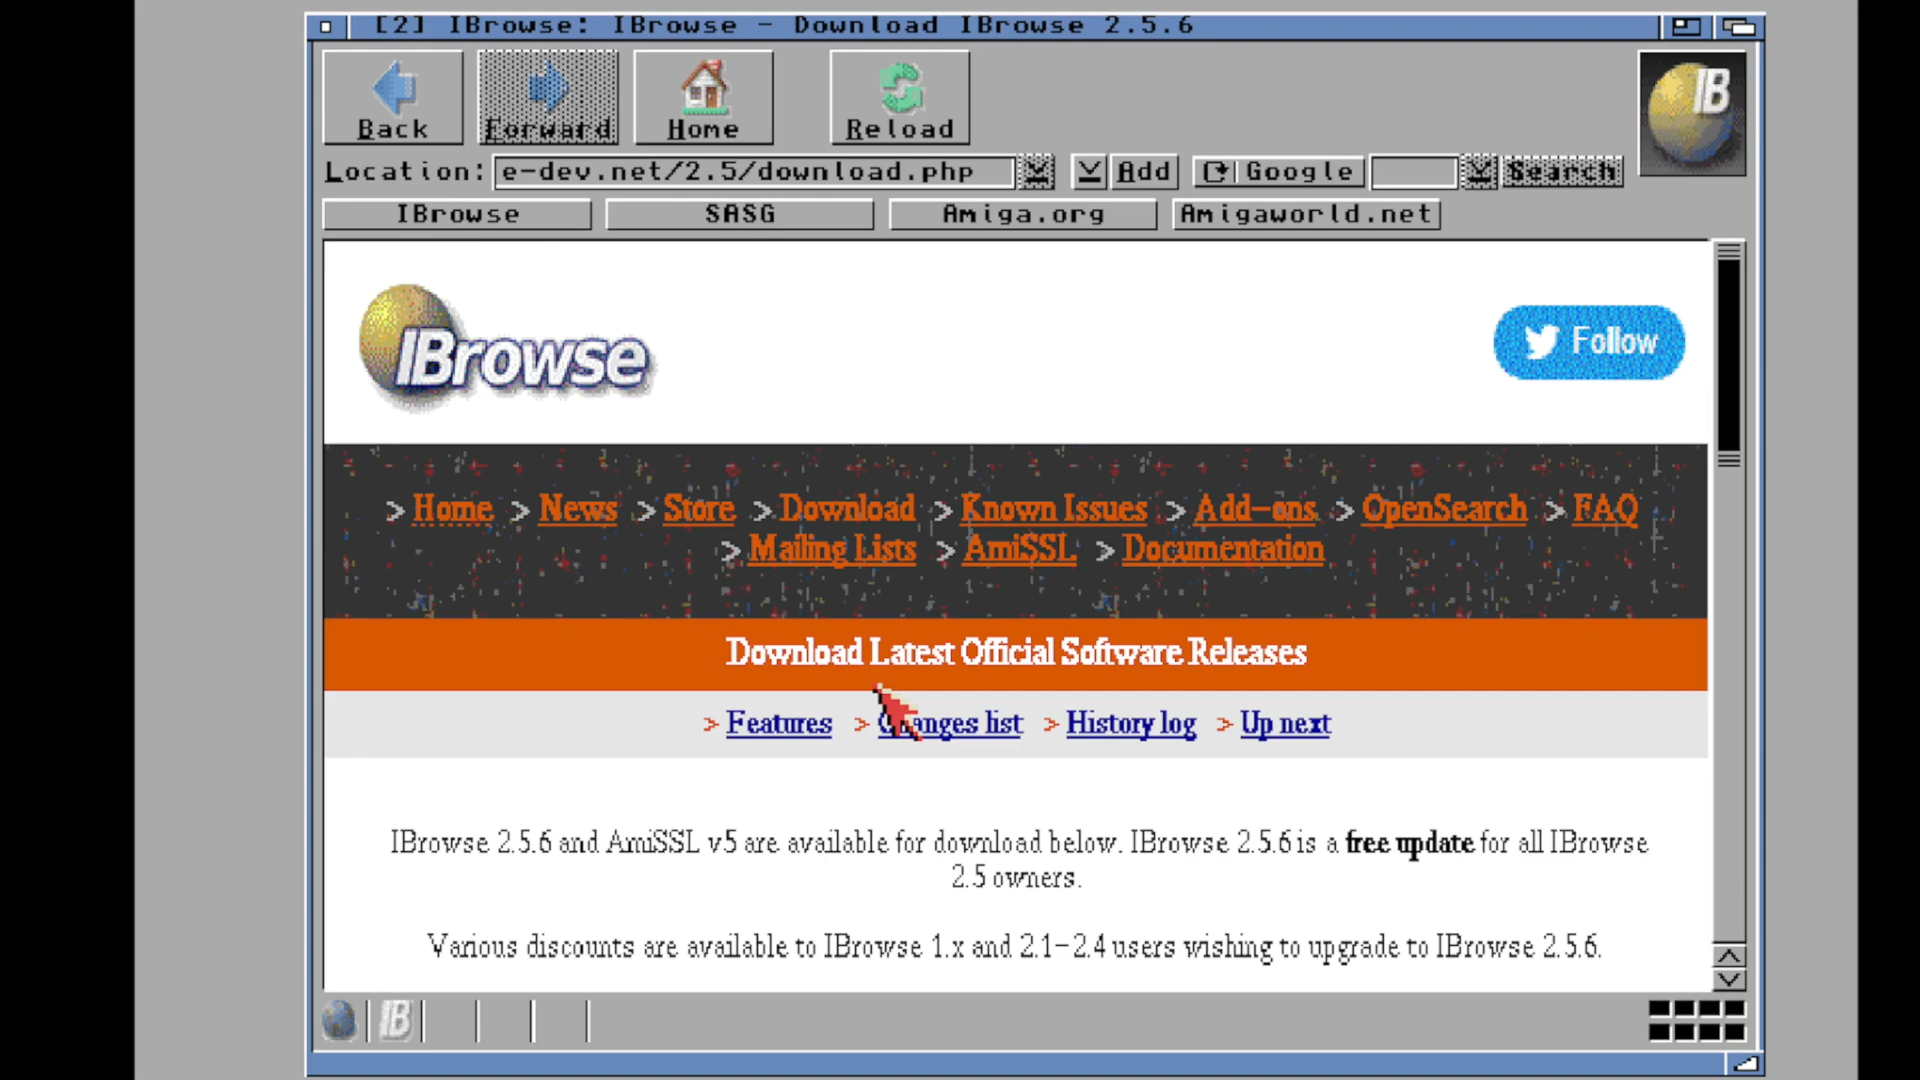 [2] IBrowse: IBrowse - Download IBrowse 2.5.6
Back Forward Home Reload
IB
Location: e-dev.net/2.5/download.php Add Google Search
IBrowse SASG Amiga.org Amigaworld.net
IBrowse
Follow
> Home > News > Store > Download > Known Issues > Add-ons > OpenSearch > FAQ
> Mailing Lists > AmiSSL > Documentation
Download Latest Official Software Releases
> Features > Changes list > History log > Up next
IBrowse 2.5.6 and AmiSSL v5 are available for download below. IBrowse 2.5.6 is a free update for all IBrowse
2.5 owners.
Various discounts are available to IBrowse 1.x and 2.1-2.4 users wishing to upgrade to IBrowse 2.5.6.
IB